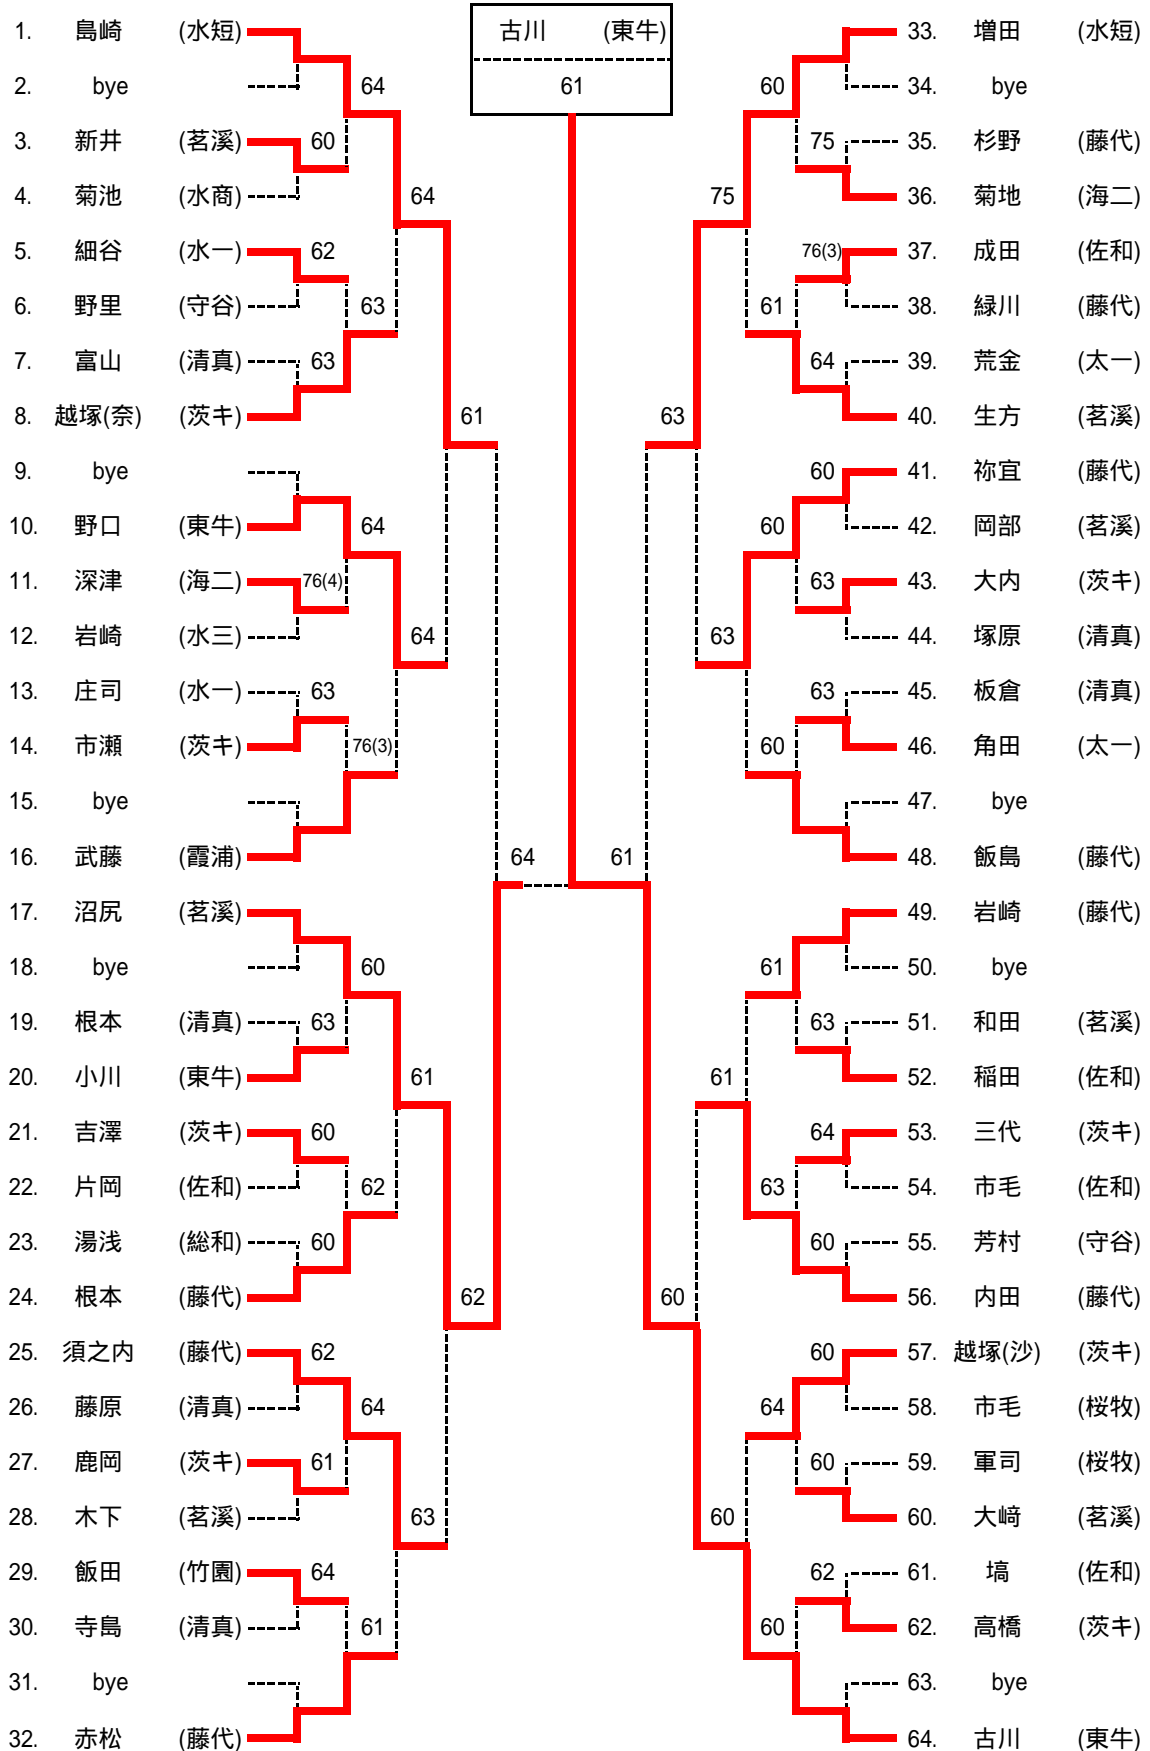 古川 (東牛)
61
1. 島崎 (水短)
2. bye
3. 新井 (茗溪)
4. 菊池 (水商)
5. 細谷 (水一)
6. 野里 (守谷)
7. 富山 (清真)
8. 越塚(奈) (茨キ)
9. bye
10. 野口 (東牛)
11. 深津 (海二)
12. 岩崎 (水三)
13. 庄司 (水一)
14. 市瀬 (茨キ)
15. bye
16. 武藤 (霞浦)
17. 沼尻 (茗溪)
18. bye
19. 根本 (清真)
20. 小川 (東牛)
21. 吉澤 (茨キ)
22. 片岡 (佐和)
23. 湯浅 (総和)
24. 根本 (藤代)
25. 須之内 (藤代)
26. 藤原 (清真)
27. 鹿岡 (茨キ)
28. 木下 (茗溪)
29. 飯田 (竹園)
30. 寺島 (清真)
31. bye
32. 赤松 (藤代)
60
62
63
76(4)
63
63
60
60
62
61
64
64
63
64
76(3)
60
62
64
61
64
64
61
63
61
62
64
33. 増田 (水短)
34. bye
35. 杉野 (藤代)
36. 菊地 (海二)
37. 成田 (佐和)
38. 緑川 (藤代)
39. 荒金 (太一)
40. 生方 (茗溪)
41. 祢宜 (藤代)
42. 岡部 (茗溪)
43. 大内 (茨キ)
44. 塚原 (清真)
45. 板倉 (清真)
46. 角田 (太一)
47. bye
48. 飯島 (藤代)
49. 岩崎 (藤代)
50. bye
51. 和田 (茗溪)
52. 稲田 (佐和)
53. 三代 (茨キ)
54. 市毛 (佐和)
55. 芳村 (守谷)
56. 内田 (藤代)
57. 越塚(沙) (茨キ)
58. 市毛 (桜牧)
59. 軍司 (桜牧)
60. 大﨑 (茗溪)
61. 塙 (佐和)
62. 高橋 (茨キ)
63. bye
64. 古川 (東牛)
75
76(3)
64
60
63
63
63
64
60
60
60
62
60
61
60
60
61
63
64
60
75
63
61
60
63
60
61